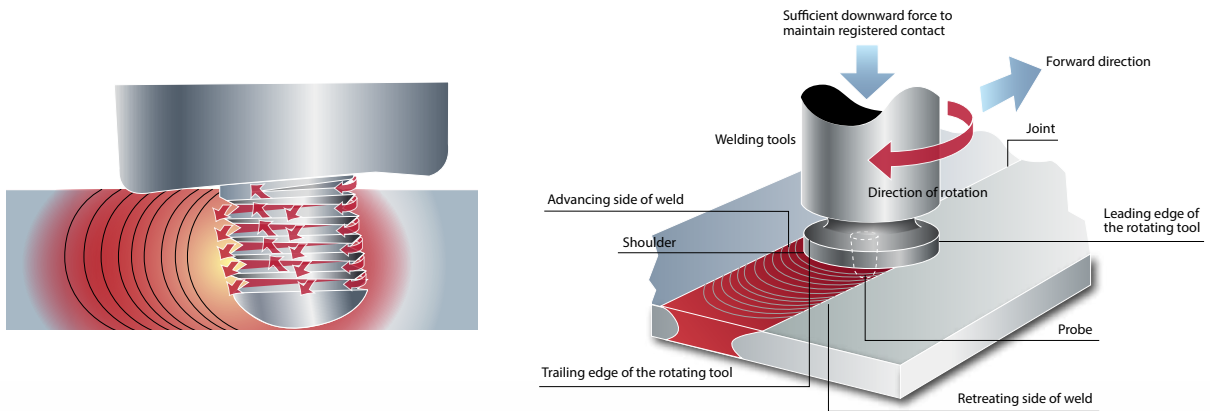 Sufficient downward force to
maintain registered contact
Forward direction
Joint
Welding tools
Direction of rotation
Advancing side of weld
Leading edge of
the rotating tool
Shoulder
Probe
Trailing edge of the rotating tool
Retreating side of weld